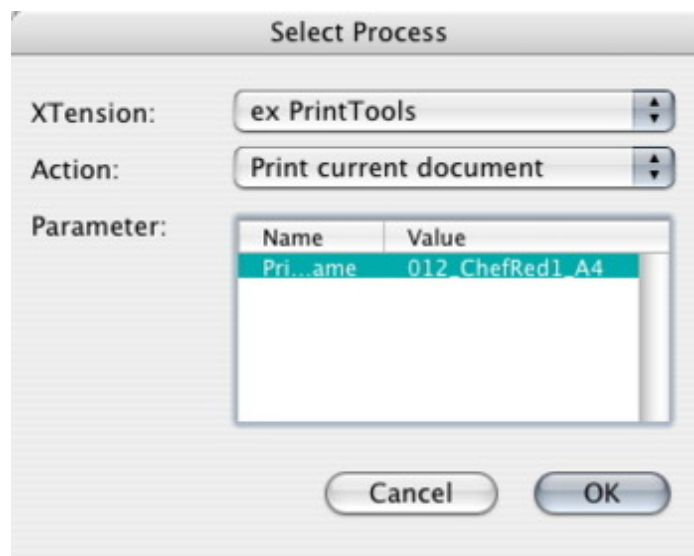 Select Process
XTension: ex PrintTools
Action: Print current document
Parameter:
Name Value
Pri...ame 012_ChefRed1_A4
Cancel OK